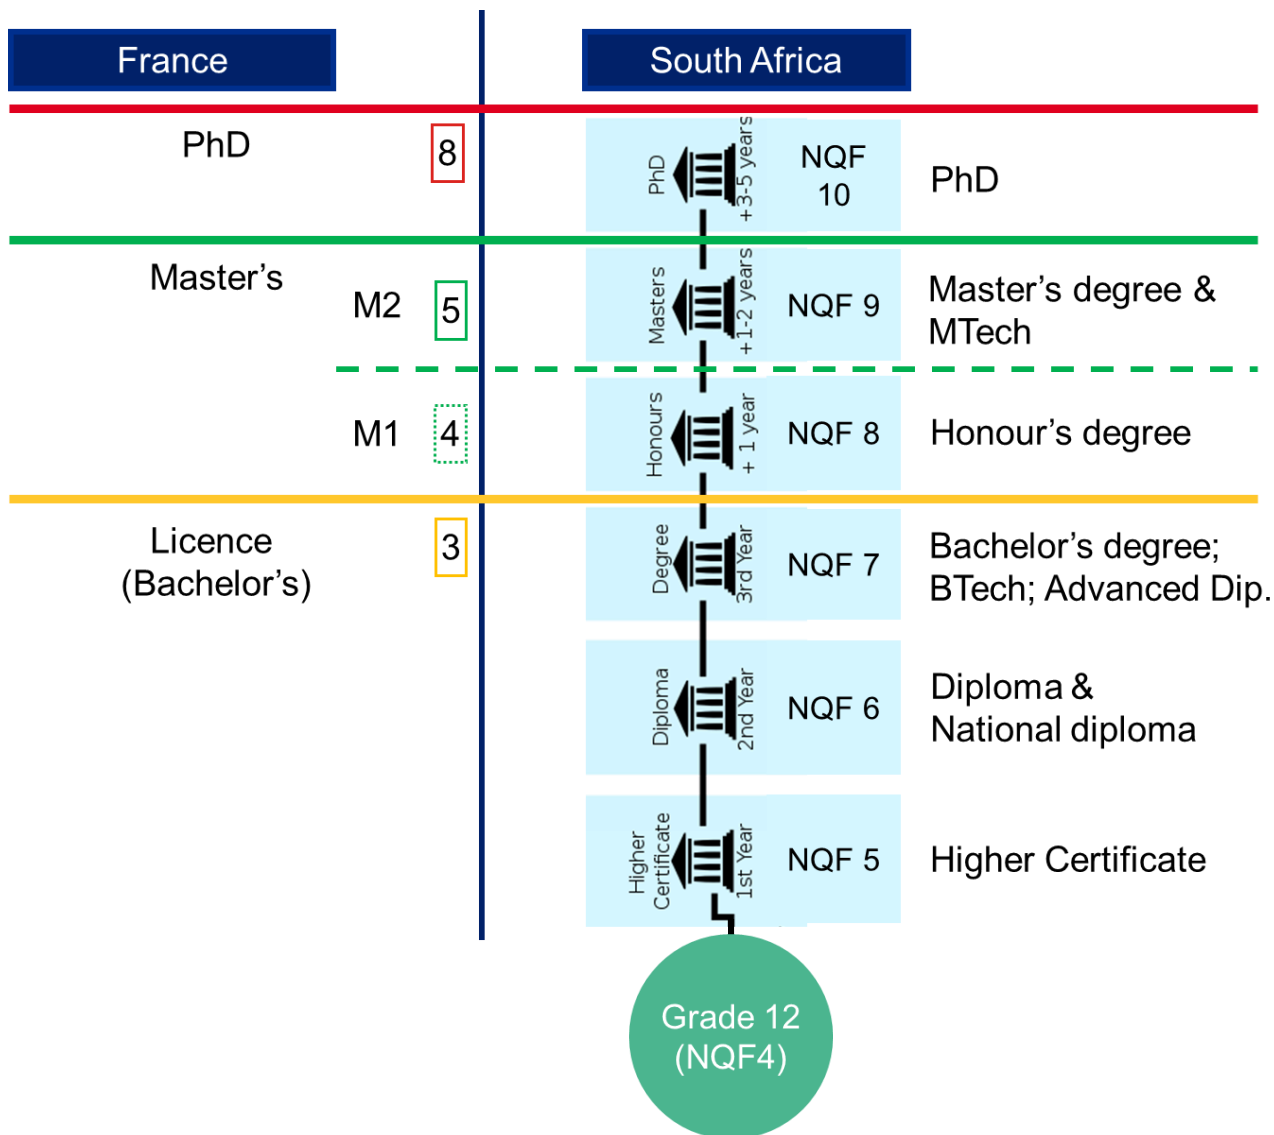 France
South Africa
PhD
8
PhD
+3-5 years
NQF
10
PhD
Master’s
M2
5
Masters
+1-2 years
NQF 9
Master’s degree &
MTech
M1
4
Honours
+ 1 year
NQF 8
Honour’s degree
Licence
(Bachelor’s)
3
Degree
3rd Year
NQF 7
Bachelor’s degree;
BTech; Advanced Dip.
Diploma
2nd Year
NQF 6
Diploma &
National diploma
Higher
Certificate
1st Year
NQF 5
Higher Certificate
Grade 12
(NQF4)